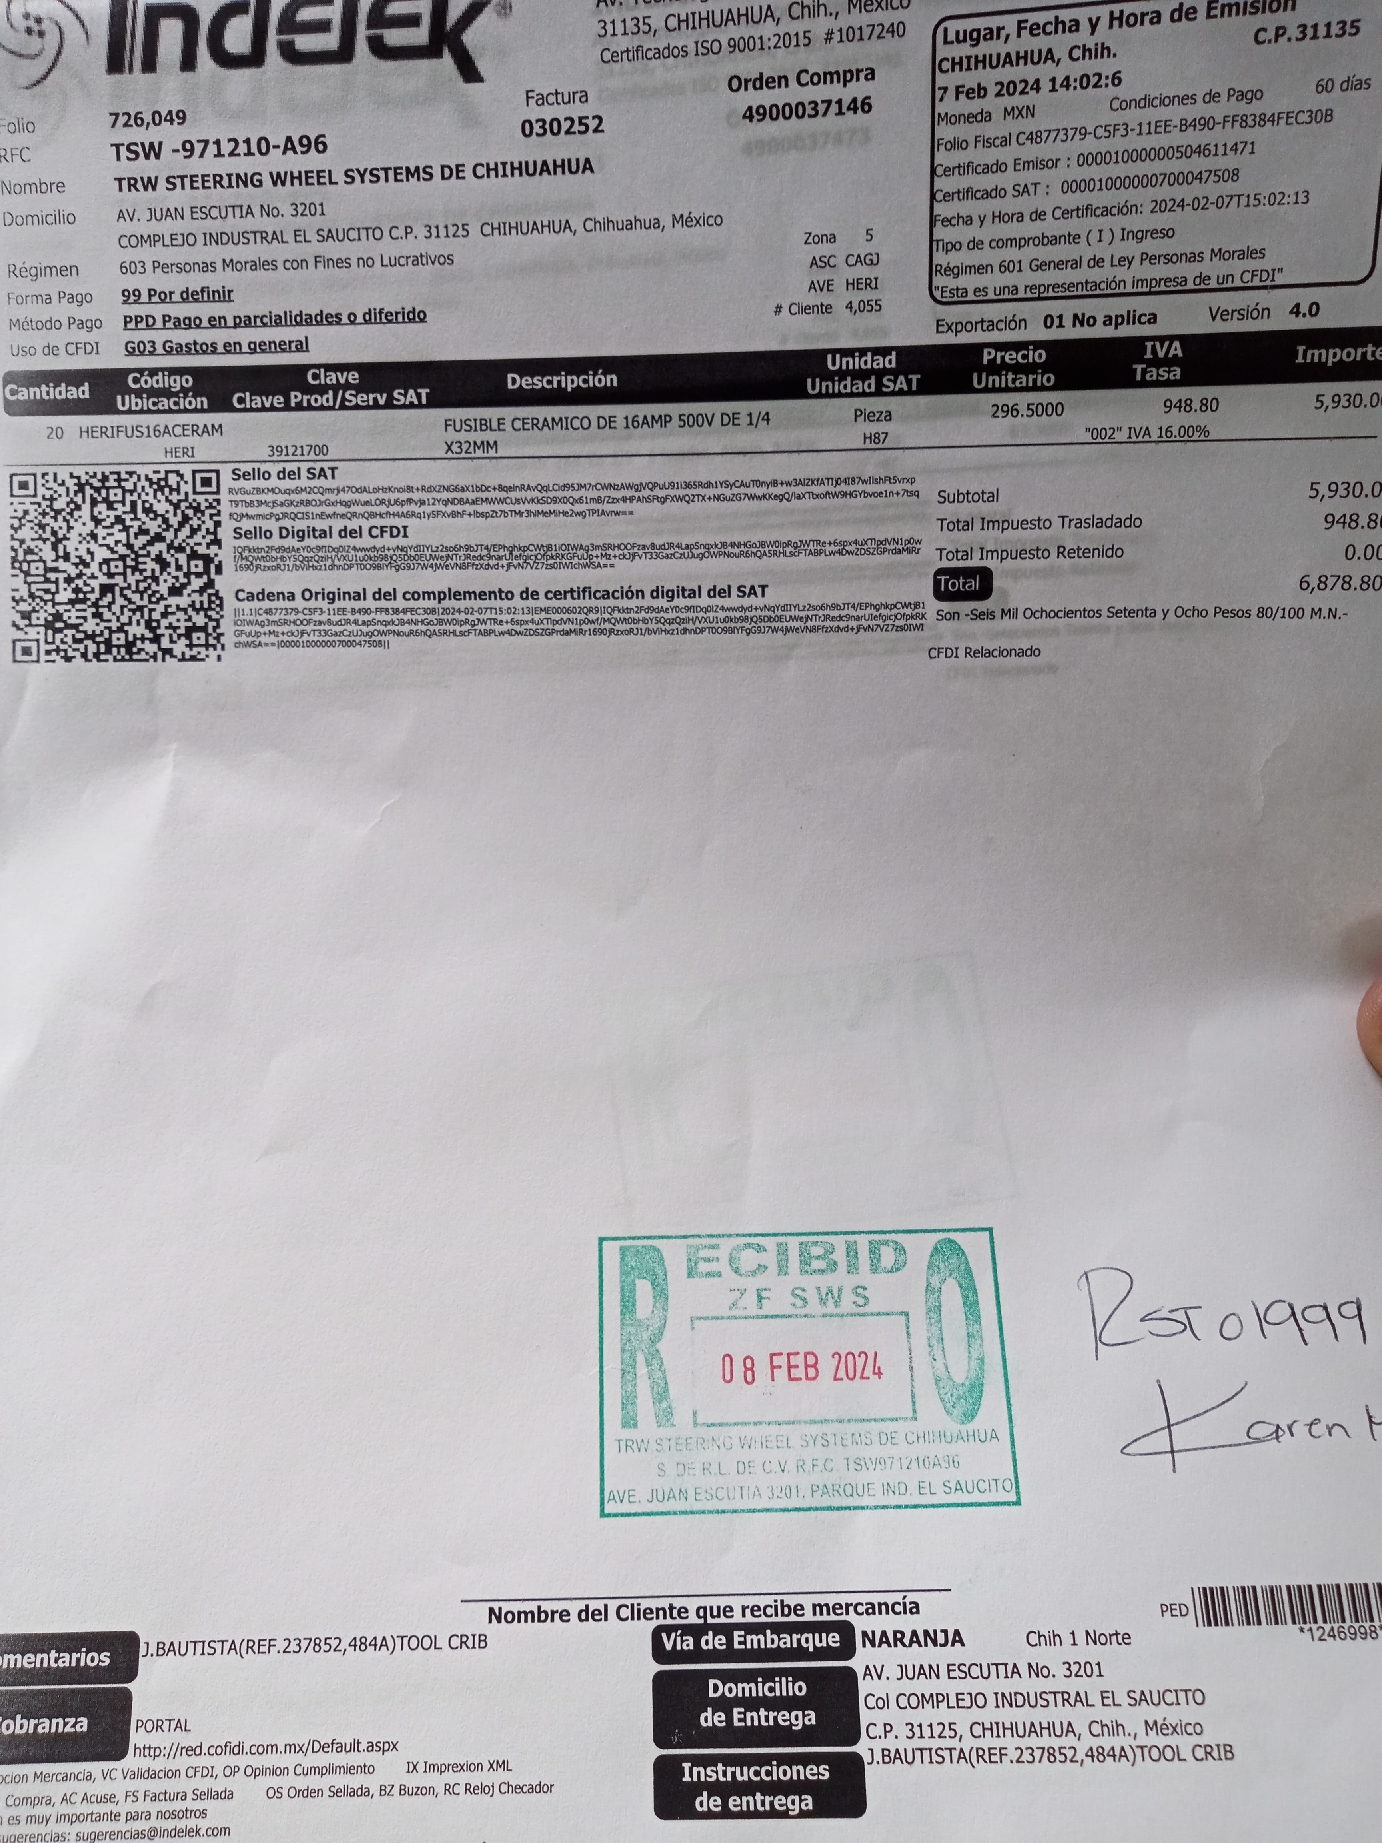 Indelek
31135, CHIHUAHUA, Chih., México
Certificados ISO 9001:2015 #1017240
Factura
030252
Orden Compra
4900037146
Lugar, Fecha y Hora de Emisión
CHIHUAHUA, Chih. C.P. 31135
7 Feb 2024 14:02:6
Moneda MXN Condiciones de Pago 60 días
Folio Fiscal C4877379-C5F3-11EE-B490-FF8384FEC30B
Certificado Emisor : 00001000000504611471
Certificado SAT : 00001000000700047508
Fecha y Hora de Certificación: 2024-02-07T15:02:13
Tipo de comprobante ( I ) Ingreso
Régimen 601 General de Ley Personas Morales
"Esta es una representación impresa de un CFDI"
Folio 726,049
RFC TSW -971210-A96
Nombre TRW STEERING WHEEL SYSTEMS DE CHIHUAHUA
Domicilio AV. JUAN ESCUTIA No. 3201
COMPLEJO INDUSTRAL EL SAUCITO C.P. 31125 CHIHUAHUA, Chihuahua, México
Régimen 603 Personas Morales con Fines no Lucrativos
Forma Pago 99 Por definir
Método Pago PPD Pago en parcialidades o diferido
Uso de CFDI G03 Gastos en general
Zona 5
ASC CAGJ
AVE HERI
# Cliente 4,055
Exportación 01 No aplica Versión 4.0
Cantidad Código Ubicación Clave Clave Prod/Serv SAT Descripción Unidad Unidad SAT Precio Unitario IVA Tasa Importe
20 HERIFUS16ACERAM FUSIBLE CERAMICO DE 16AMP 500V DE 1/4 Pieza 296.5000 948.80 5,930.0
HERI 39121700 X32MM H87 "002" IVA 16.00%
Sello del SAT
Sello Digital del CFDI
Cadena Original del complemento de certificación digital del SAT
Subtotal 5,930.0
Total Impuesto Trasladado 948.8
Total Impuesto Retenido 0.00
Total 6,878.80
Son -Seis Mil Ochocientos Setenta y Ocho Pesos 80/100 M.N.-
CFDI Relacionado
RECIBIDO
ZF SWS
08 FEB 2024
TRW STEERING WHEEL SYSTEMS DE CHIHUAHUA
S. DE R.L. DE C.V. R.F.C. TSW971210A96
AVE. JUAN ESCUTIA 3201, PARQUE IND. EL SAUCITO
RST01999
Karen
Nombre del Cliente que recibe mercancía
PED
*1246998*
mentarios J.BAUTISTA(REF.237852,484A)TOOL CRIB
obranza PORTAL
http://red.cofidi.com.mx/Default.aspx
Vía de Embarque NARANJA Chih 1 Norte
Domicilio de Entrega AV. JUAN ESCUTIA No. 3201
Col COMPLEJO INDUSTRAL EL SAUCITO
C.P. 31125, CHIHUAHUA, Chih., México
Instrucciones de entrega J.BAUTISTA(REF.237852,484A)TOOL CRIB
pcion Mercancia, VC Validacion CFDI, OP Opinion Cumplimiento IX Imprexion XML
Compra, AC Acuse, FS Factura Sellada OS Orden Sellada, BZ Buzon, RC Reloj Checador
es muy importante para nosotros
ugerencias: sugerencias@indelek.com